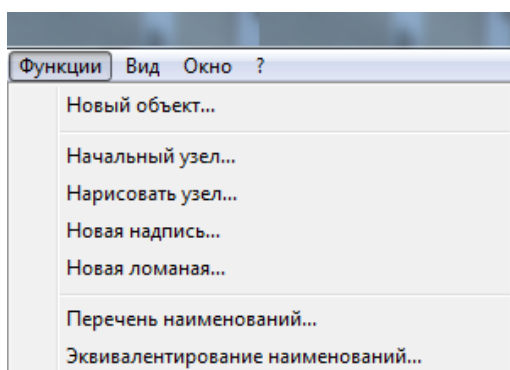 Функции Вид Окно ?
Новый объект...
Начальный узел...
Нарисовать узел...
Новая надпись...
Новая ломаная...
Перечень наименований...
Эквивалентирование наименований...